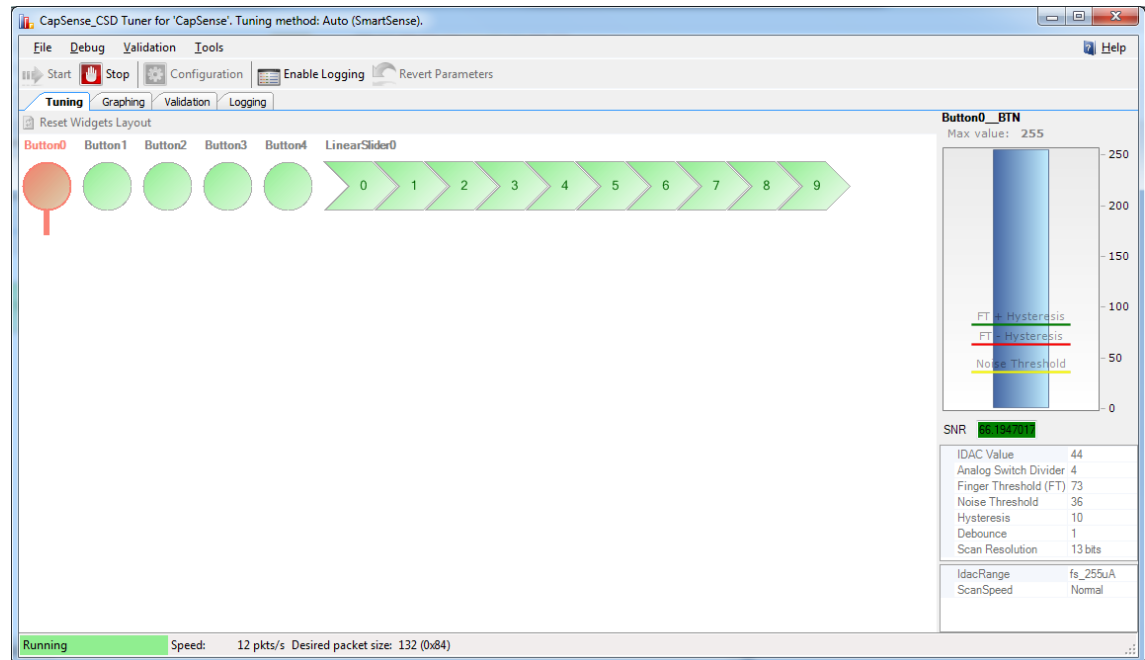 CapSense_CSD Tuner for 'CapSense'. Tuning method: Auto (SmartSense).
File Debug Validation Tools Help
Start Stop Configuration Enable Logging Revert Parameters
Tuning Graphing Validation Logging
Reset Widgets Layout
Button0 Button1 Button2 Button3 Button4 LinearSlider0
0 1 2 3 4 5 6 7 8 9
Button0__BTN
Max value: 255
250
200
150
100
FT + Hysteresis
FT - Hysteresis
50
Noise Threshold
0
SNR 66.1947017
IDAC Value 44
Analog Switch Divider 4
Finger Threshold (FT) 73
Noise Threshold 36
Hysteresis 10
Debounce 1
Scan Resolution 13 bits
IdacRange fs_255uA
ScanSpeed Normal
Running Speed: 12 pkts/s Desired packet size: 132 (0x84)